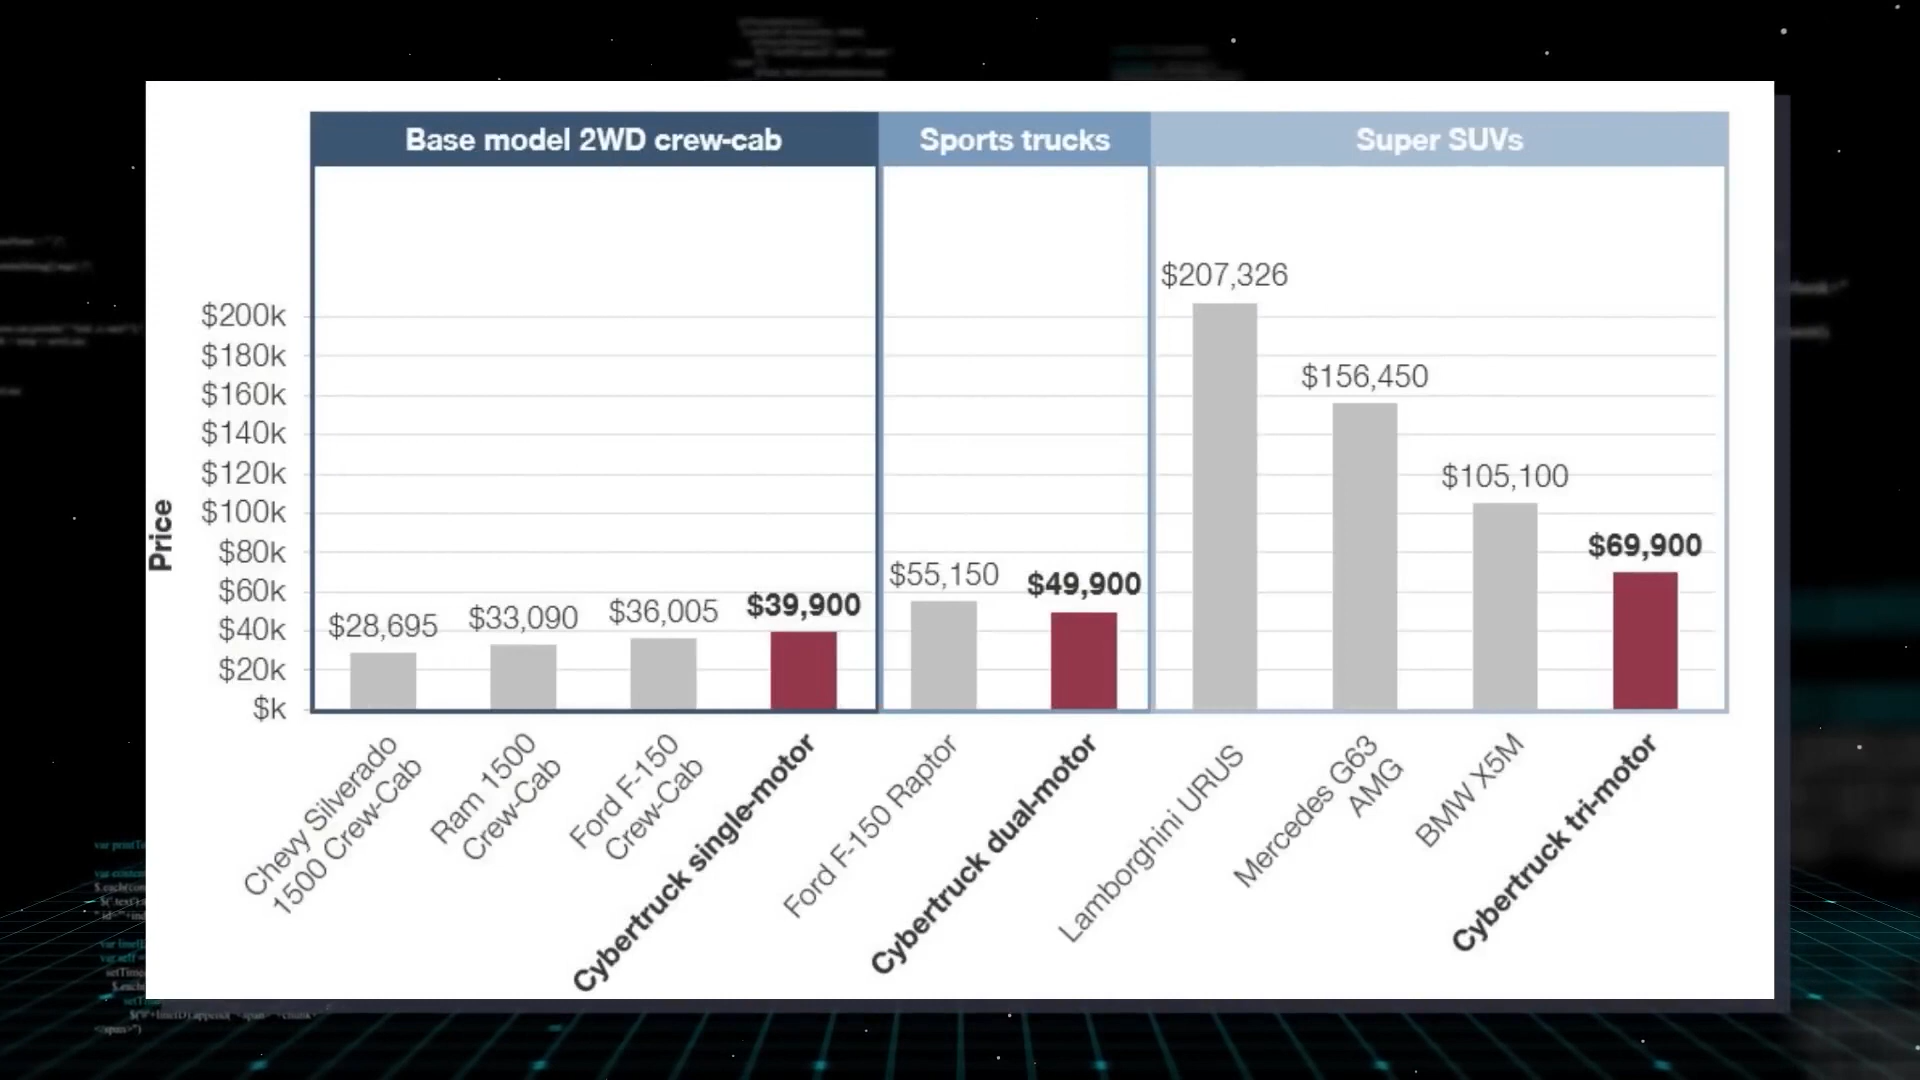 Base model 2WD crew-cab
Sports trucks
Super SUVs
Price
$200k
$180k
$160k
$140k
$120k
$100k
$80k
$60k
$40k
$20k
$k
$28,695
$33,090
$36,005
$39,900
$55,150
$49,900
$207,326
$156,450
$105,100
$69,900
Chevy Silverado
1500 Crew-Cab
Ram 1500
Crew-Cab
Ford F-150
Crew-Cab
Cybertruck single-motor
Ford F-150 Raptor
Cybertruck dual-motor
Lamborghini URUS
Mercedes G63
AMG
BMW X5M
Cybertruck tri-motor